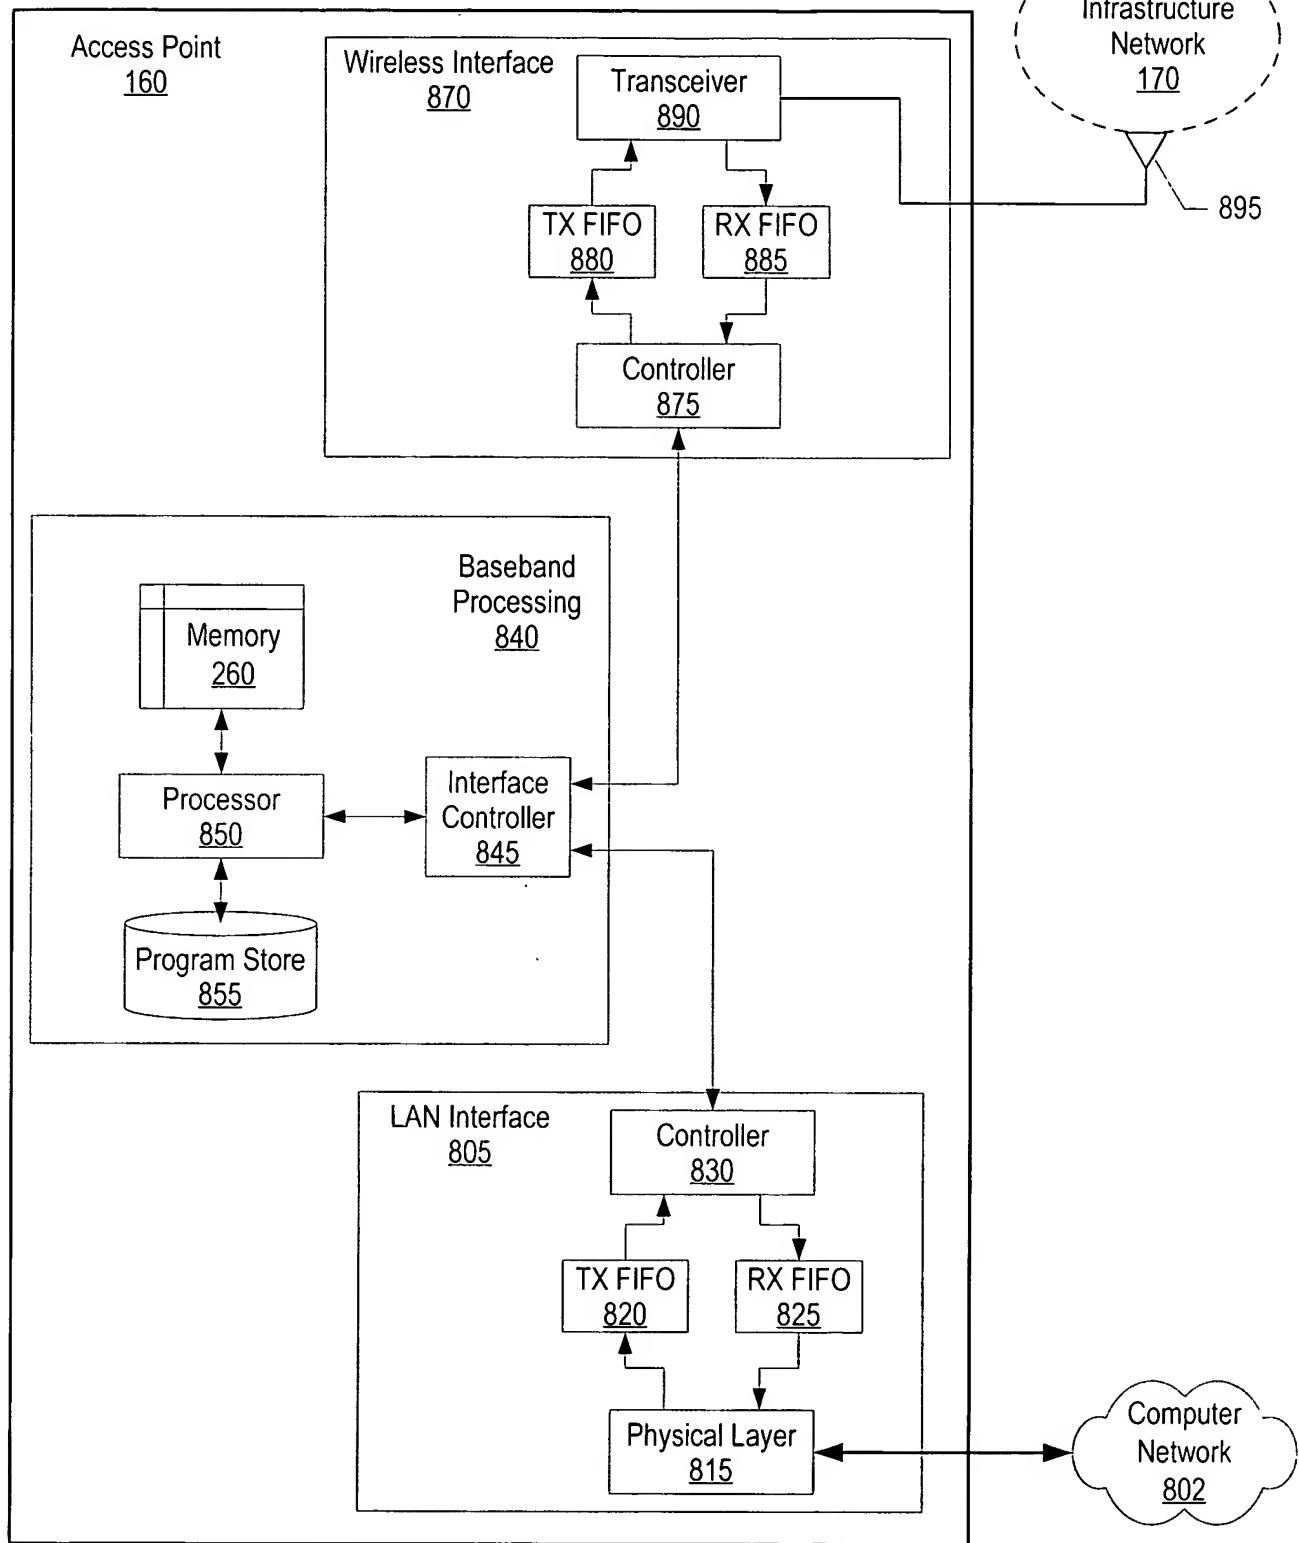 Infrastructure
Network
170
895
Access Point
160
Wireless Interface
870
Transceiver
890
TX FIFO
880
RX FIFO
885
Controller
875
Baseband
Processing
840
Memory
260
Processor
850
Interface
Controller
845
Program Store
855
LAN Interface
805
Controller
830
TX FIFO
820
RX FIFO
825
Physical Layer
815
Computer
Network
802